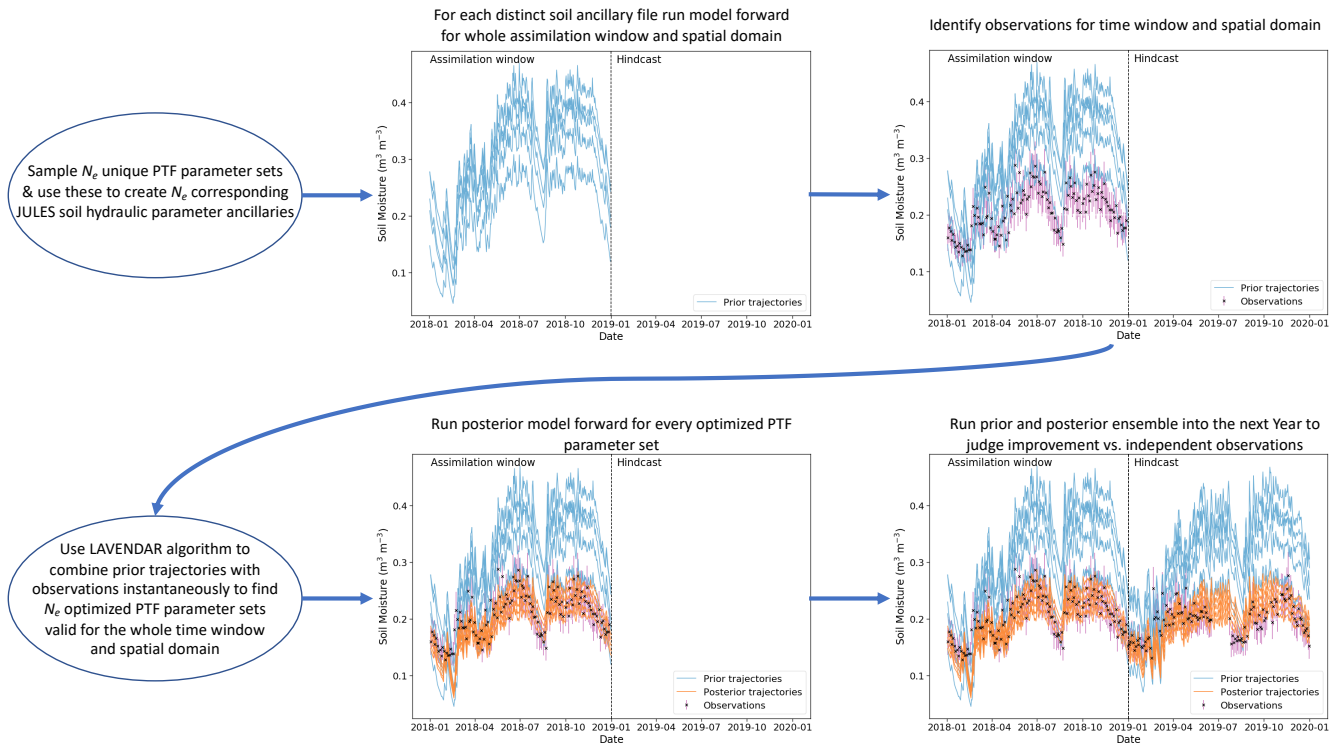 For each distinct soil ancillary file run model forward
for whole assimilation window and spatial domain
Identify observations for time window and spatial domain
Sample Ne unique PTF parameter sets
& use these to create Ne corresponding
JULES soil hydraulic parameter ancillaries
Assimilation window
Hindcast
Soil Moisture (m³ m⁻³)
0.4
0.3
0.2
0.1
Prior trajectories
2018-01 2018-04 2018-07 2018-10 2019-01 2019-04 2019-07 2019-10 2020-01
Date
Assimilation window
Hindcast
Soil Moisture (m³ m⁻³)
0.4
0.3
0.2
0.1
Prior trajectories
Observations
2018-01 2018-04 2018-07 2018-10 2019-01 2019-04 2019-07 2019-10 2020-01
Date
Use LAVENDAR algorithm to
combine prior trajectories with
observations instantaneously to find
Ne optimized PTF parameter sets
valid for the whole time window
and spatial domain
Run posterior model forward for every optimized PTF
parameter set
Assimilation window
Hindcast
Soil Moisture (m³ m⁻³)
0.4
0.3
0.2
0.1
Prior trajectories
Posterior trajectories
Observations
2018-01 2018-04 2018-07 2018-10 2019-01 2019-04 2019-07 2019-10 2020-01
Date
Run prior and posterior ensemble into the next Year to
judge improvement vs. independent observations
Assimilation window
Hindcast
Soil Moisture (m³ m⁻³)
0.4
0.3
0.2
0.1
Prior trajectories
Posterior trajectories
Observations
2018-01 2018-04 2018-07 2018-10 2019-01 2019-04 2019-07 2019-10 2020-01
Date